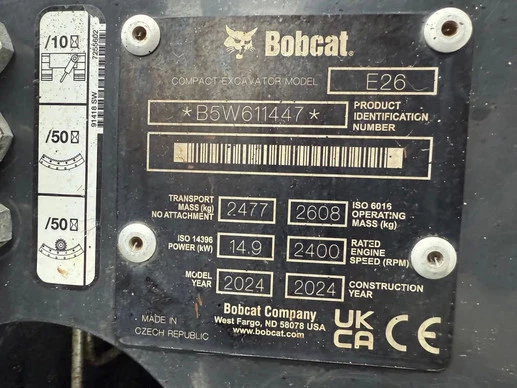 /10
/50
/50
7255602
91418 SW
Bobcat.
COMPACT EXCAVATOR MODEL E26
*B5W611447* PRODUCT IDENTIFICATION NUMBER
TRANSPORT MASS (kg) NO ATTACHMENT 2477 2608 ISO 6016 OPERATING MASS (kg)
ISO 14396 POWER (kW) 14.9 2400 RATED ENGINE SPEED (RPM)
MODEL YEAR 2024 2024 CONSTRUCTION YEAR
Bobcat Company
MADE IN CZECH REPUBLIC
West Fargo, ND 58078 USA
www.bobcat.com
UK CA CE